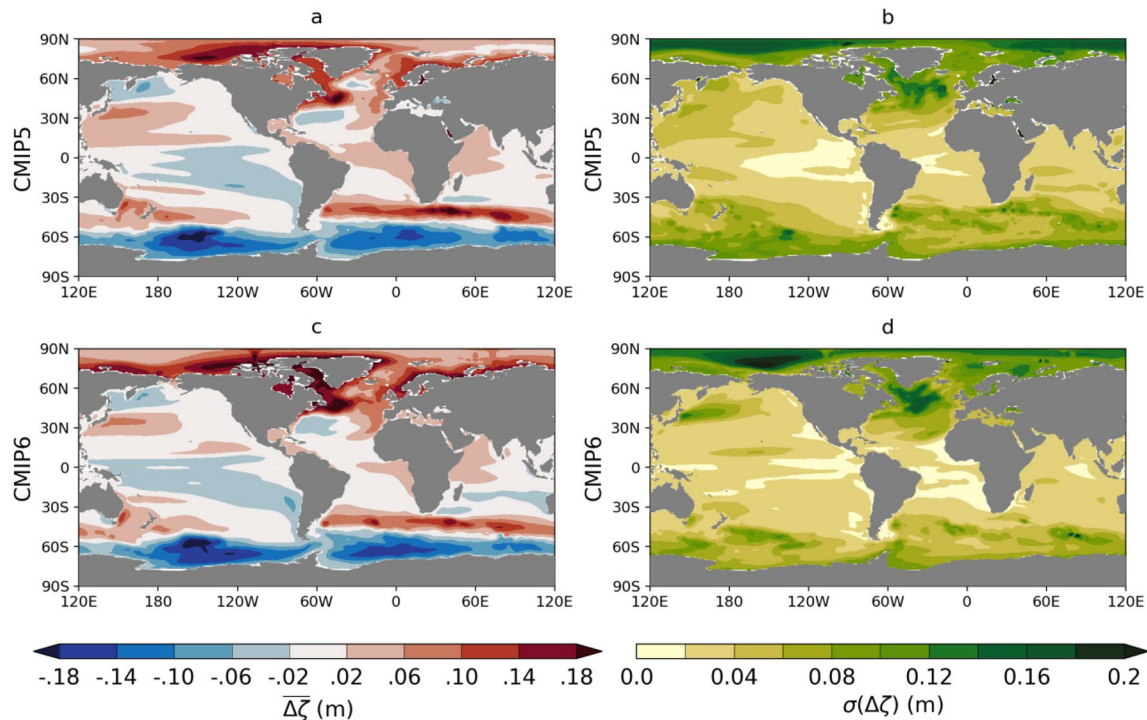 a b
CMIP5
90N 60N 30N 0 30S 60S 90S
120E 180 120W 60W 0 60E 120E
90N 60N 30N 0 30S 60S 90S
120E 180 120W 60W 0 60E 120E
c d
CMIP5
CMIP6
90N 60N 30N 0 30S 60S 90S
120E 180 120W 60W 0 60E 120E
CMIP6
90N 60N 30N 0 30S 60S 90S
120E 180 120W 60W 0 60E 120E
-.18 -.14 -.10 -.06 -.02 .02 .06 .10 .14 .18
Δζ (m)
0.0 0.04 0.08 0.12 0.16 0.2
σ(Δζ) (m)